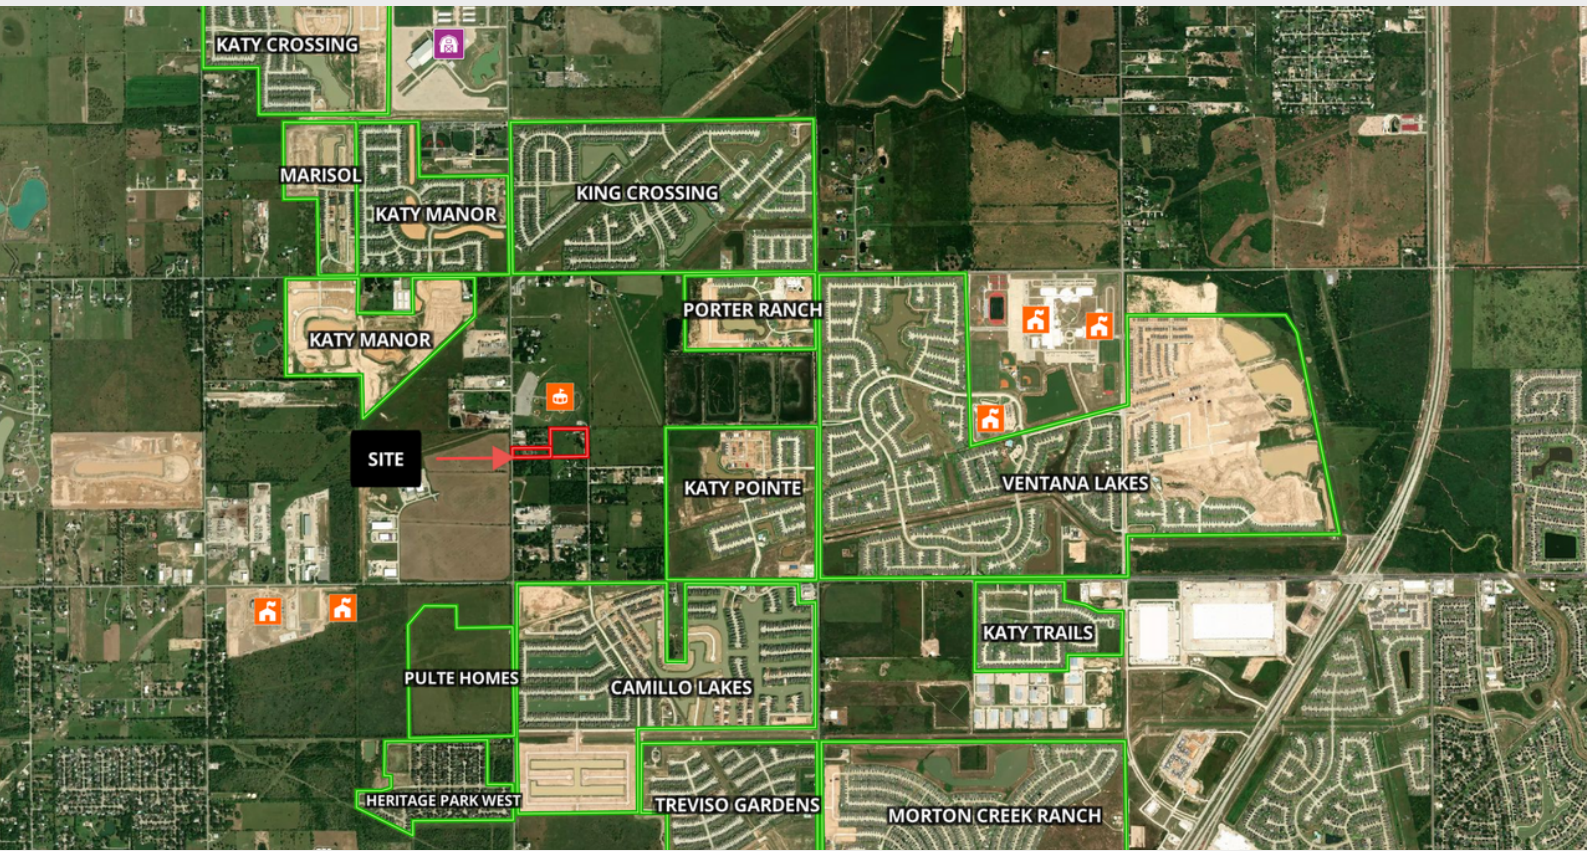 KATY CROSSING
MARISOL
KATY MANOR
KING CROSSING
KATY MANOR
PORTER RANCH
SITE
KATY POINTE
VENTANA LAKES
KATY TRAILS
PULTE HOMES
CAMILLO LAKES
HERITAGE PARK WEST
TREVISO GARDENS
MORTON CREEK RANCH